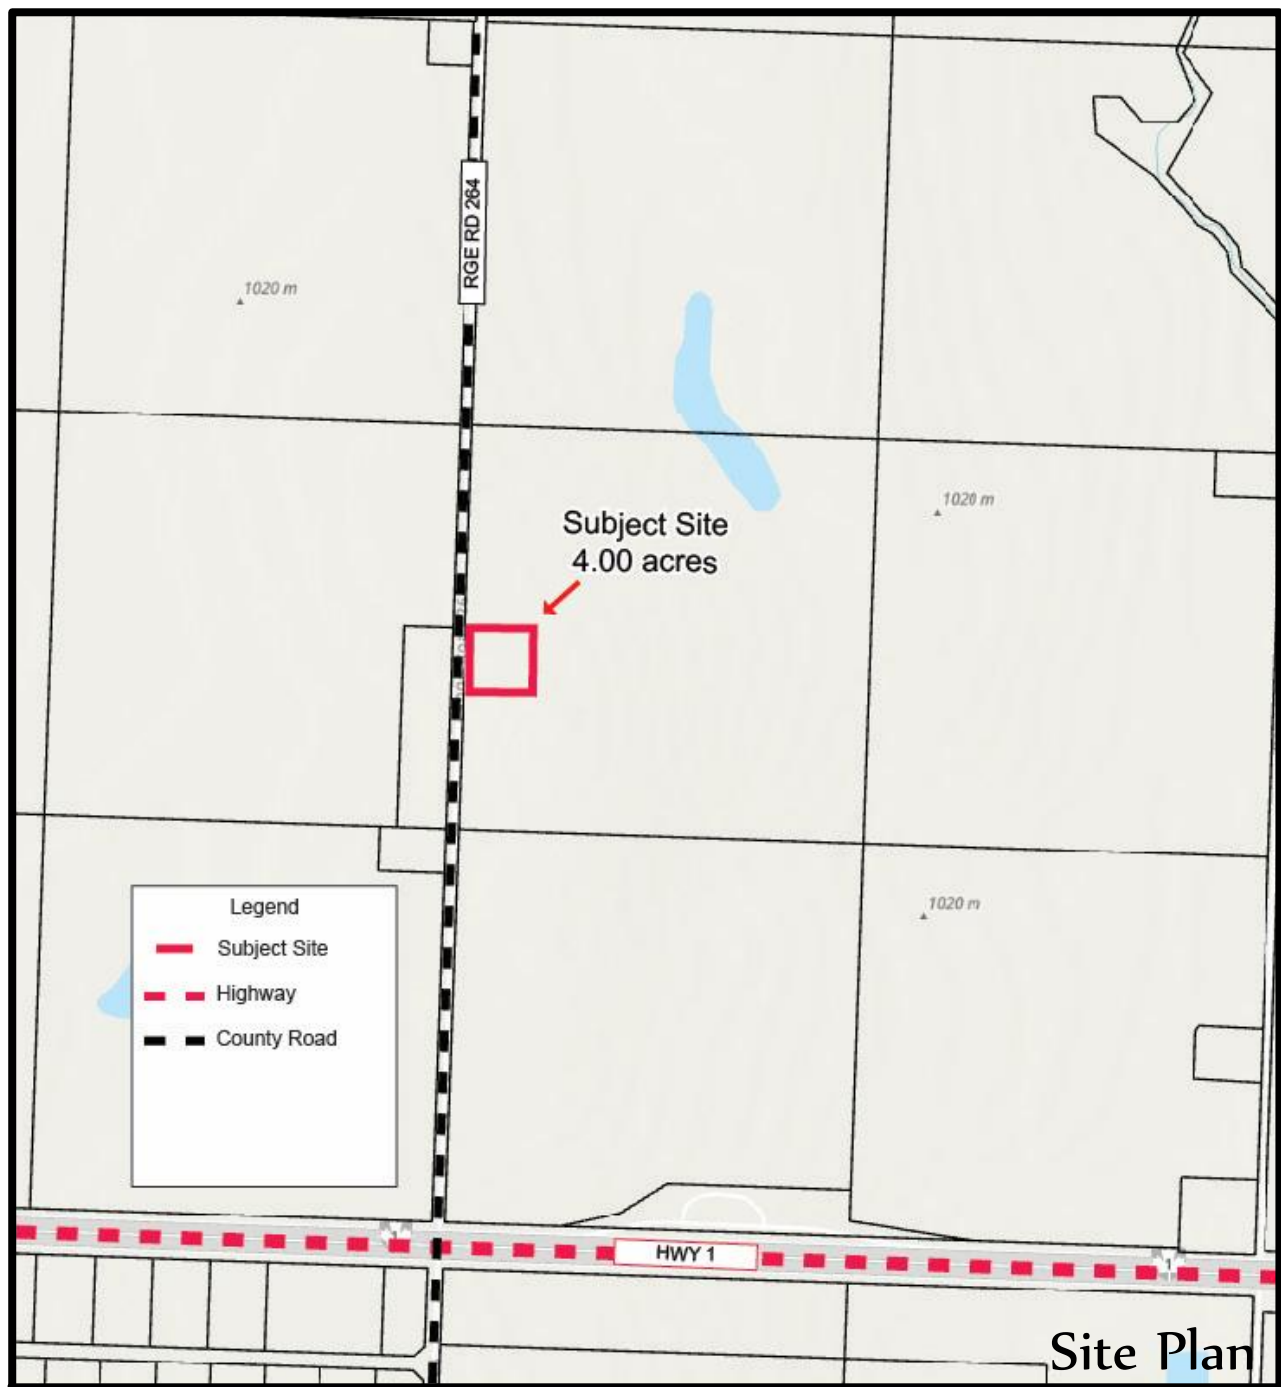 RGE RD 264
1020 m
1020 m
Subject Site
4.00 acres
1020 m
Legend
Subject Site
Highway
County Road
1
HWY 1
1
Site Plan